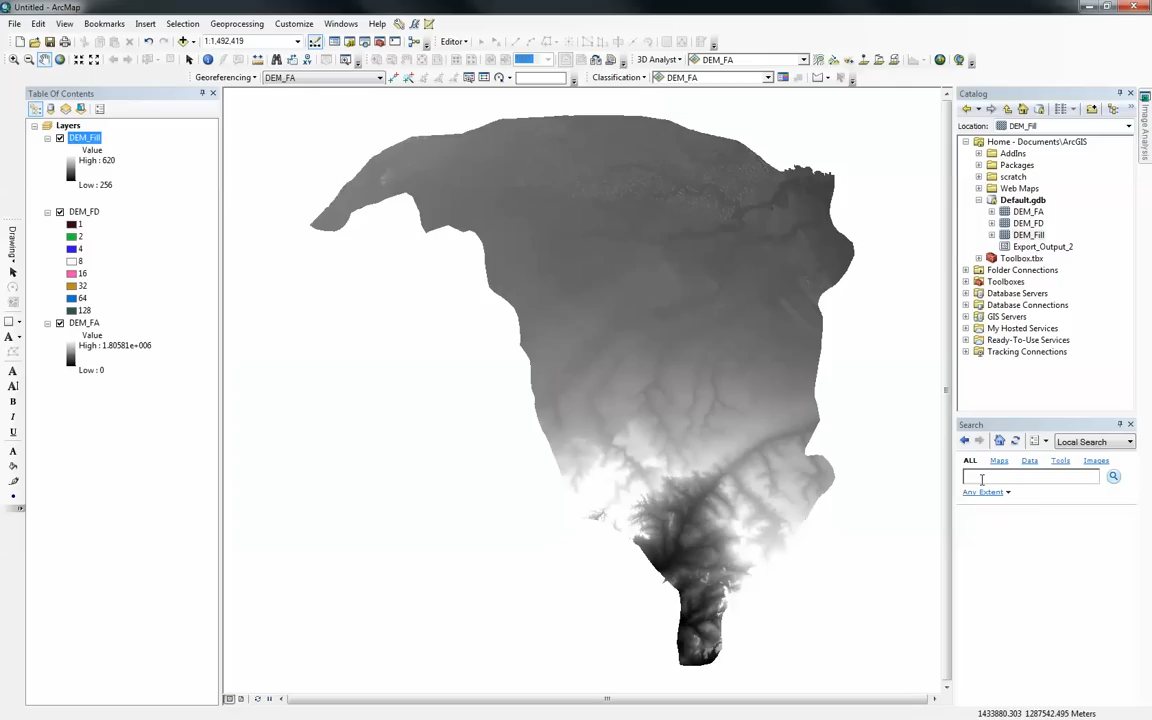 Untitled - ArcMap
File Edit View Bookmarks Insert Selection Geoprocessing Customize Windows Help
1:1,492,419
Editor
3D Analyst
DEM_FA
Georeferencing
DEM_FA
Classification
DEM_FA
Table Of Contents
Layers
DEM_Fill
Value
High : 620
Low : 256
DEM_FD
1
2
4
8
16
32
64
128
DEM_FA
Value
High : 1.80581e+006
Low : 0
Drawing
Catalog
Location: DEM_Fill
Home - Documents\ArcGIS
AddIns
Packages
scratch
Web Maps
Default.gdb
DEM_FA
DEM_FD
DEM_Fill
Export_Output_2
Toolbox.tbx
Folder Connections
Toolboxes
Database Servers
Database Connections
GIS Servers
My Hosted Services
Ready-To-Use Services
Tracking Connections
Image Analysis
Search
Local Search
ALL Maps Data Tools Images
Any Extent
1433880.303 1287542.495 Meters